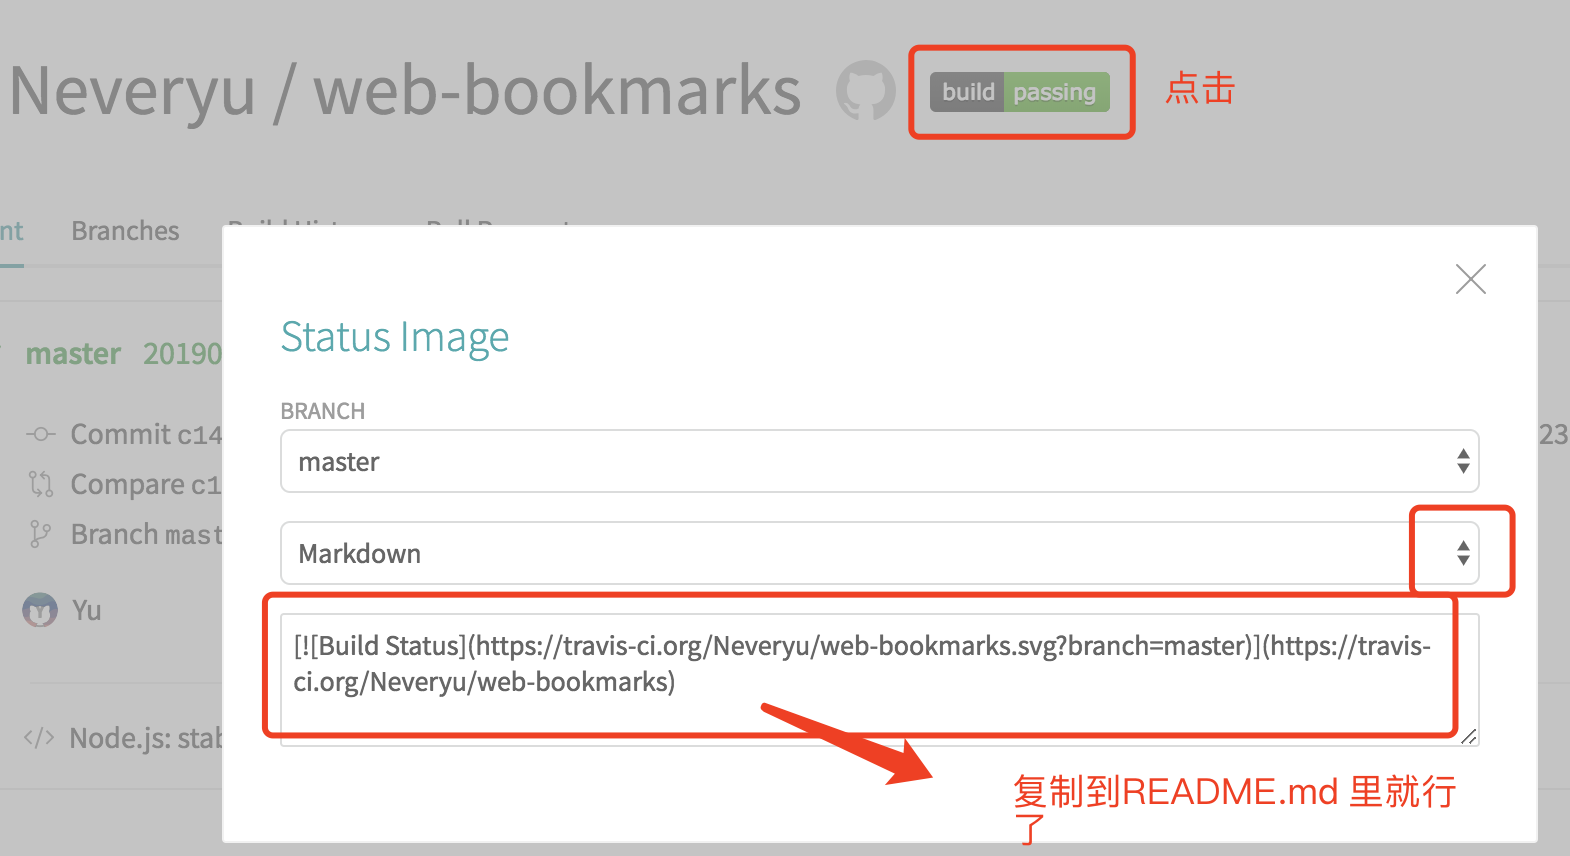 Neveryu / web-bookmarks
build passing
点击
nt Branches
Status Image
master 20190
BRANCH
master
Commit c14
23
Compare c1
Branch mast
Markdown
Yu
[![Build Status](https://travis-ci.org/Neveryu/web-bookmarks.svg?branch=master)](https://travis-
ci.org/Neveryu/web-bookmarks)
</> Node.js: stab
复制到README.md 里就行
了